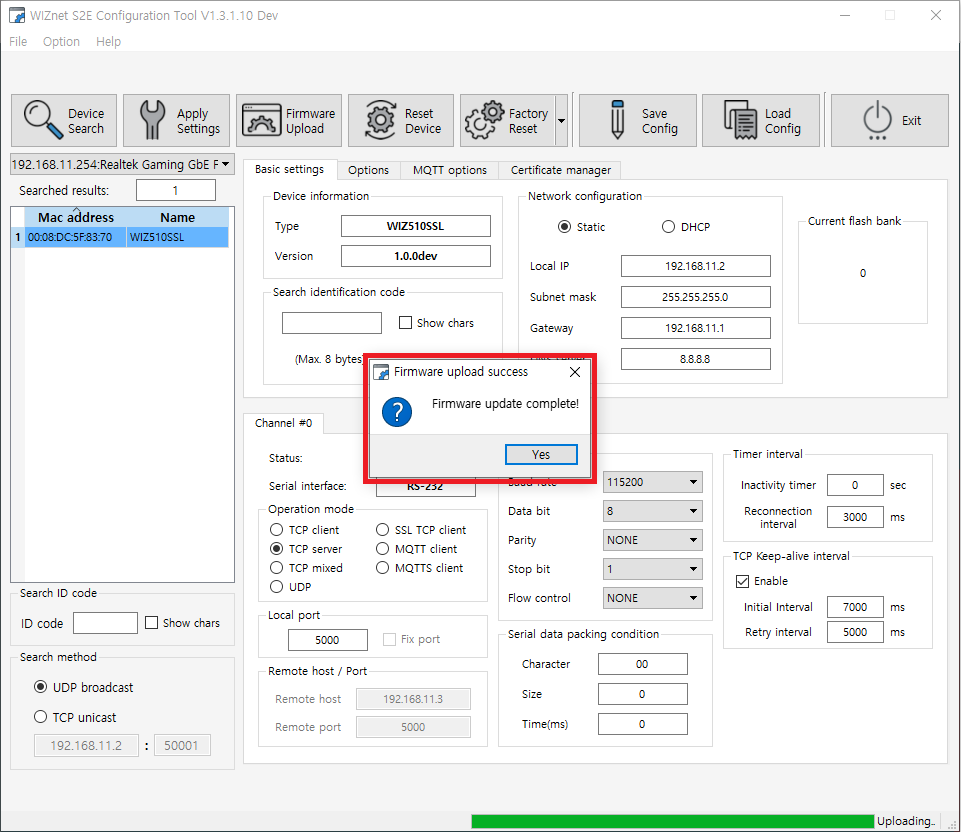 WIZnet S2E Configuration Tool V1.3.1.10 Dev
File Option Help
Device
Search
Apply
Settings
Firmware
Upload
Reset
Device
Factory
Reset
Save
Config
Load
Config
Exit
192.168.11.254:Realtek Gaming GbE F
Searched results: 1
Mac address Name
1 00:08:DC:5F:83:70 WIZ510SSL
Search ID code
ID code Show chars
Search method
UDP broadcast
TCP unicast
192.168.11.2 : 50001
Basic settings Options MQTT options Certificate manager
Device information
Type WIZ510SSL
Version 1.0.0dev
Search identification code
Show chars
(Max. 8 bytes)
Network configuration
Static DHCP
Local IP 192.168.11.2
Subnet mask 255.255.255.0
Gateway 192.168.11.1
DNS server 8.8.8.8
Current flash bank
0
Firmware upload success
Firmware update complete!
Yes
Channel #0
Status:
Serial interface: RS-232
Operation mode
TCP client SSL TCP client
TCP server MQTT client
TCP mixed MQTTS client
UDP
Local port
5000 Fix port
Remote host / Port
Remote host 192.168.11.3
Remote port 5000
Baud rate 115200
Data bit 8
Parity NONE
Stop bit 1
Flow control NONE
Serial data packing condition
Character 00
Size 0
Time(ms) 0
Timer interval
Inactivity timer 0 sec
Reconnection
interval 3000 ms
TCP Keep-alive interval
Enable
Initial Interval 7000 ms
Retry interval 5000 ms
Uploading..